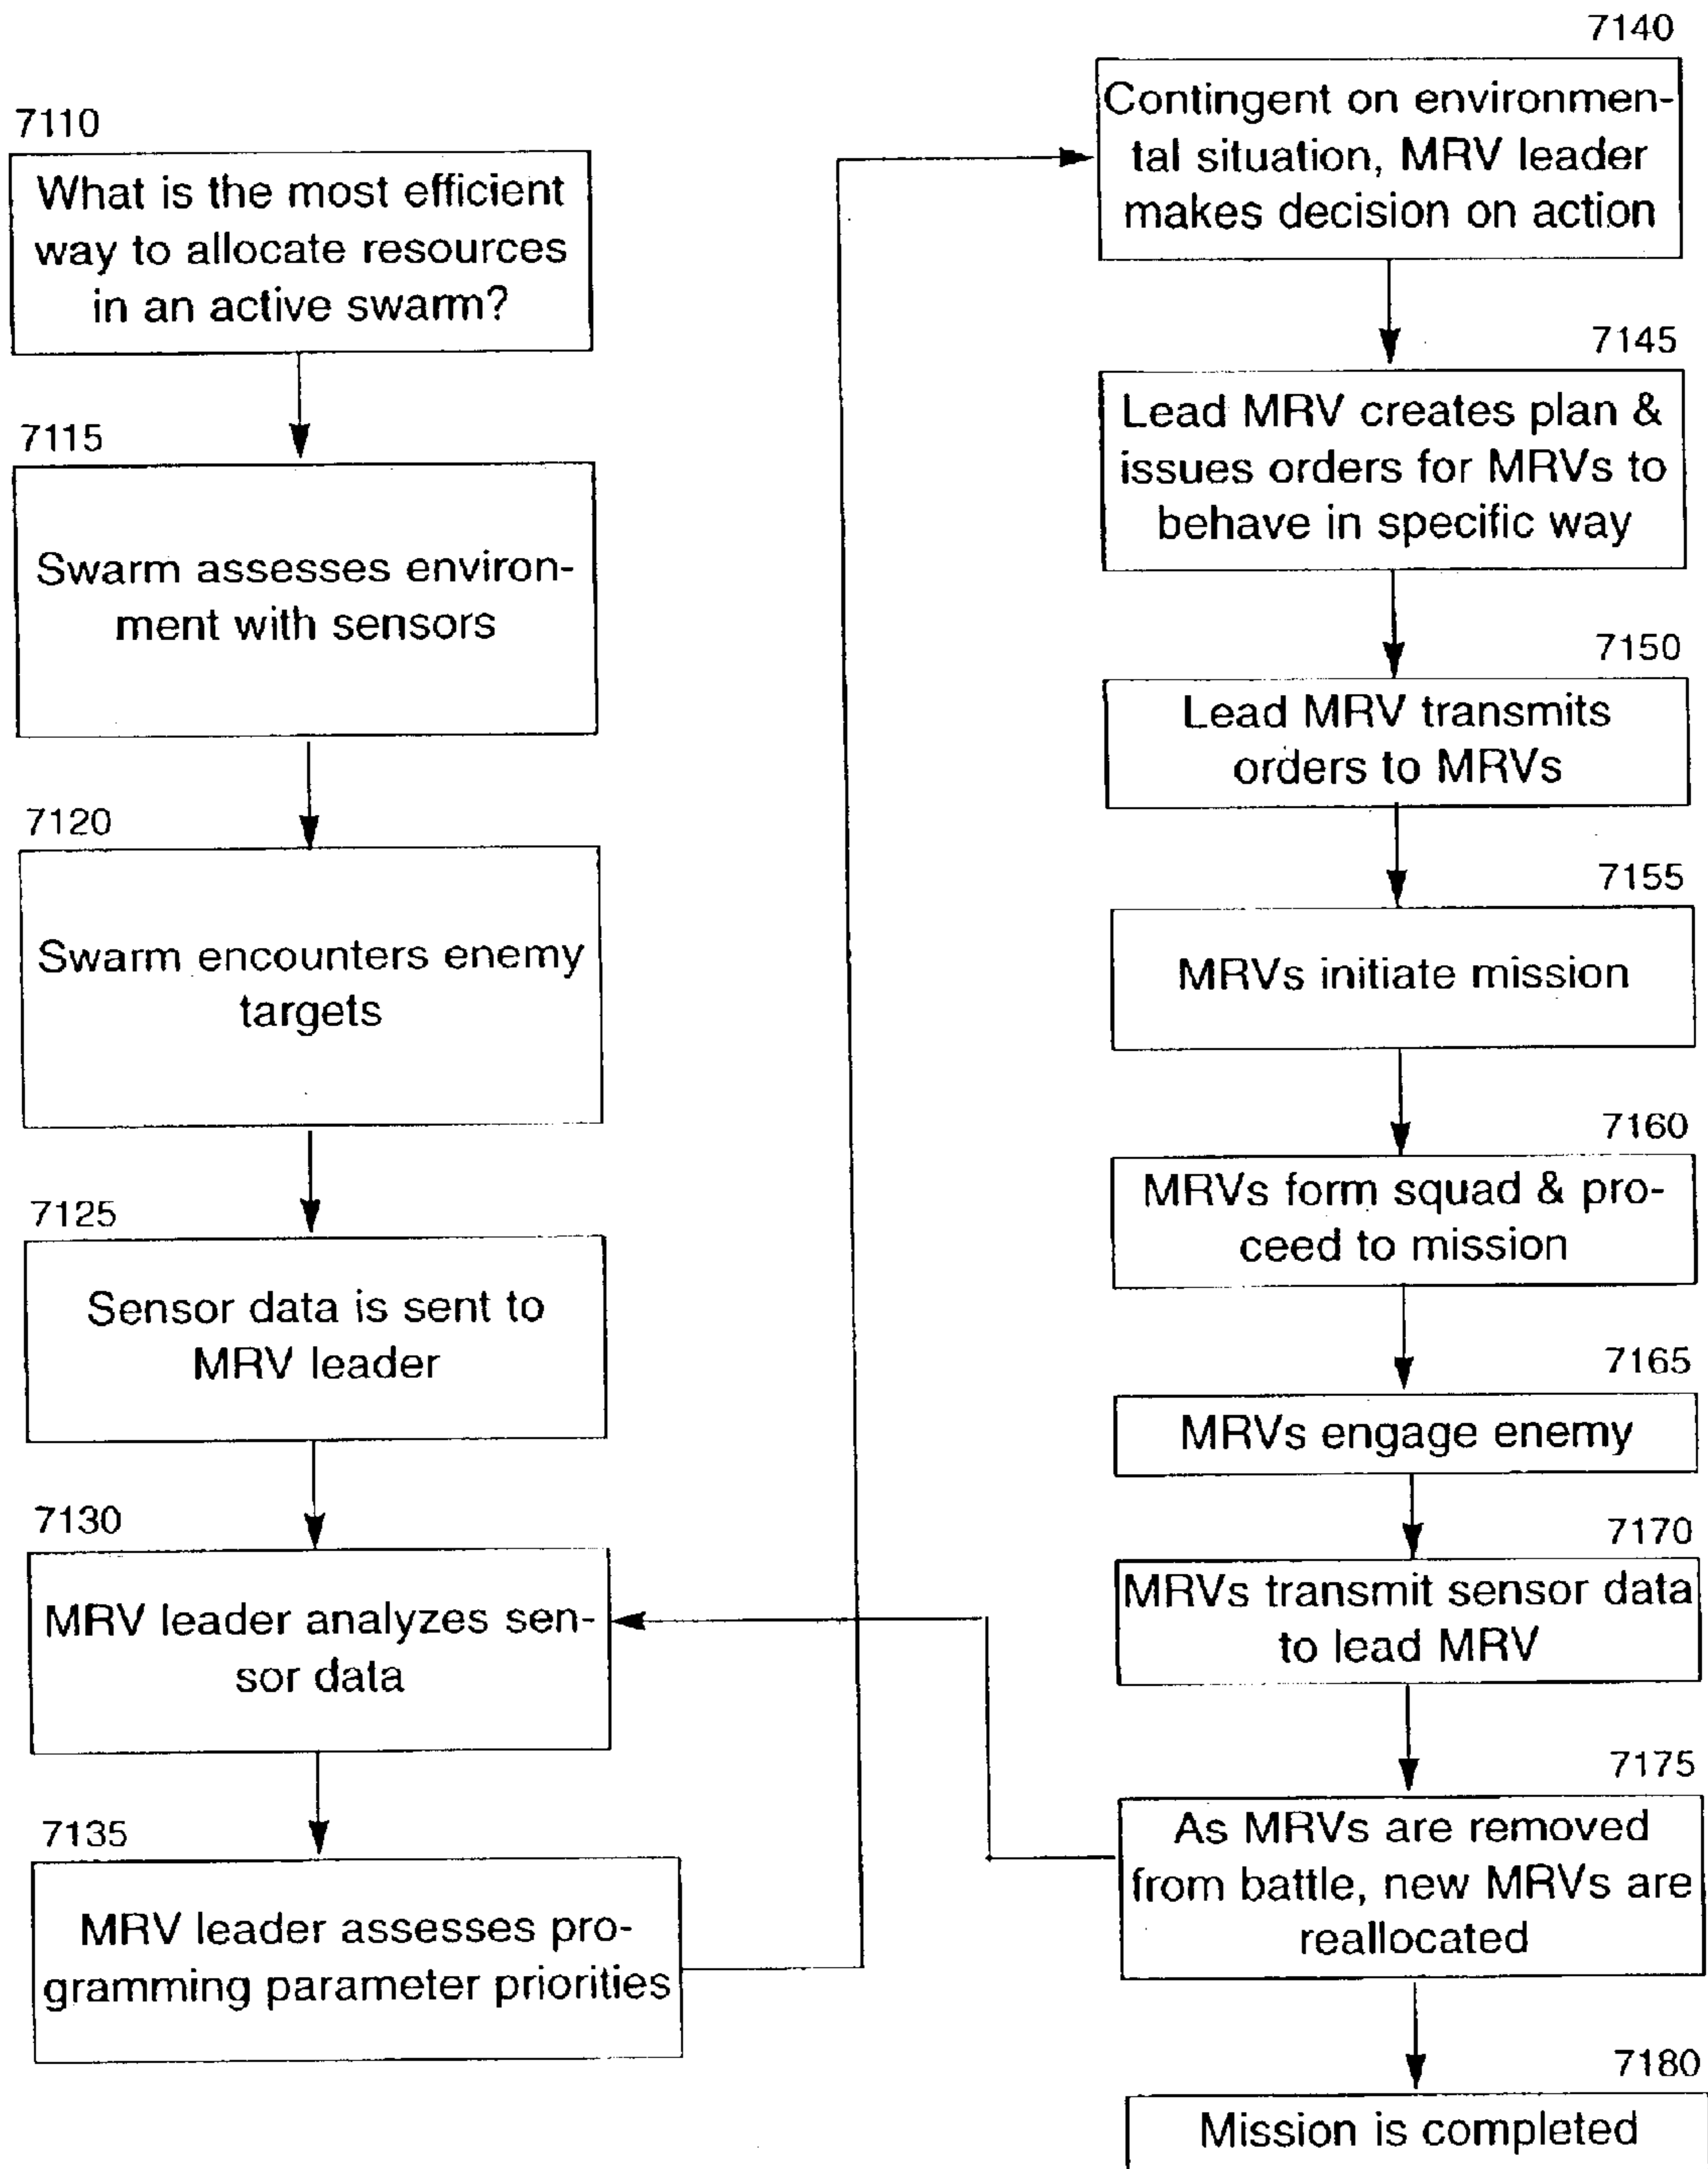 7110
What is the most efficient
way to allocate resources
in an active swarm?
7115
Swarm assesses environ-
ment with sensors
7120
Swarm encounters enemy
targets
7125
Sensor data is sent to
MRV leader
7130
MRV leader analyzes sen-
sor data
7135
MRV leader assesses pro-
gramming parameter priorities
7140
Contingent on environmen-
tal situation, MRV leader
makes decision on action
7145
Lead MRV creates plan &
issues orders for MRVs to
behave in specific way
7150
Lead MRV transmits
orders to MRVs
7155
MRVs initiate mission
7160
MRVs form squad & pro-
ceed to mission
7165
MRVs engage enemy
7170
MRVs transmit sensor data
to lead MRV
7175
As MRVs are removed
from battle, new MRVs are
reallocated
7180
Mission is completed